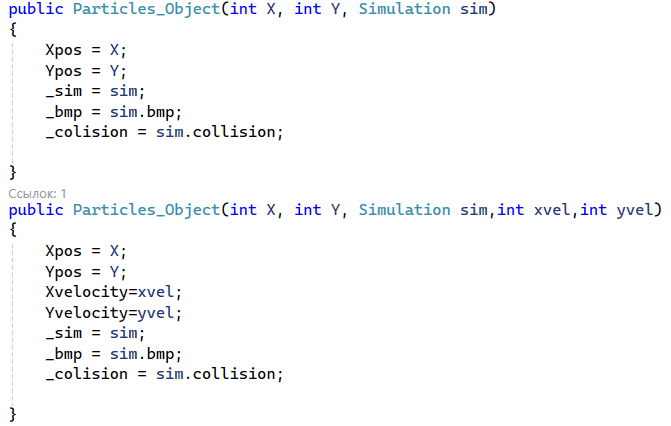 public Particles_Object(int X, int Y, Simulation sim)
{
    Xpos = X;
    Ypos = Y;
    _sim = sim;
    _bmp = sim.bmp;
    _colision = sim.collision;
}
Ссылок: 1
public Particles_Object(int X, int Y, Simulation sim,int xvel,int yvel)
{
    Xpos = X;
    Ypos = Y;
    Xvelocity=xvel;
    Yvelocity=yvel;
    _sim = sim;
    _bmp = sim.bmp;
    _colision = sim.collision;
}